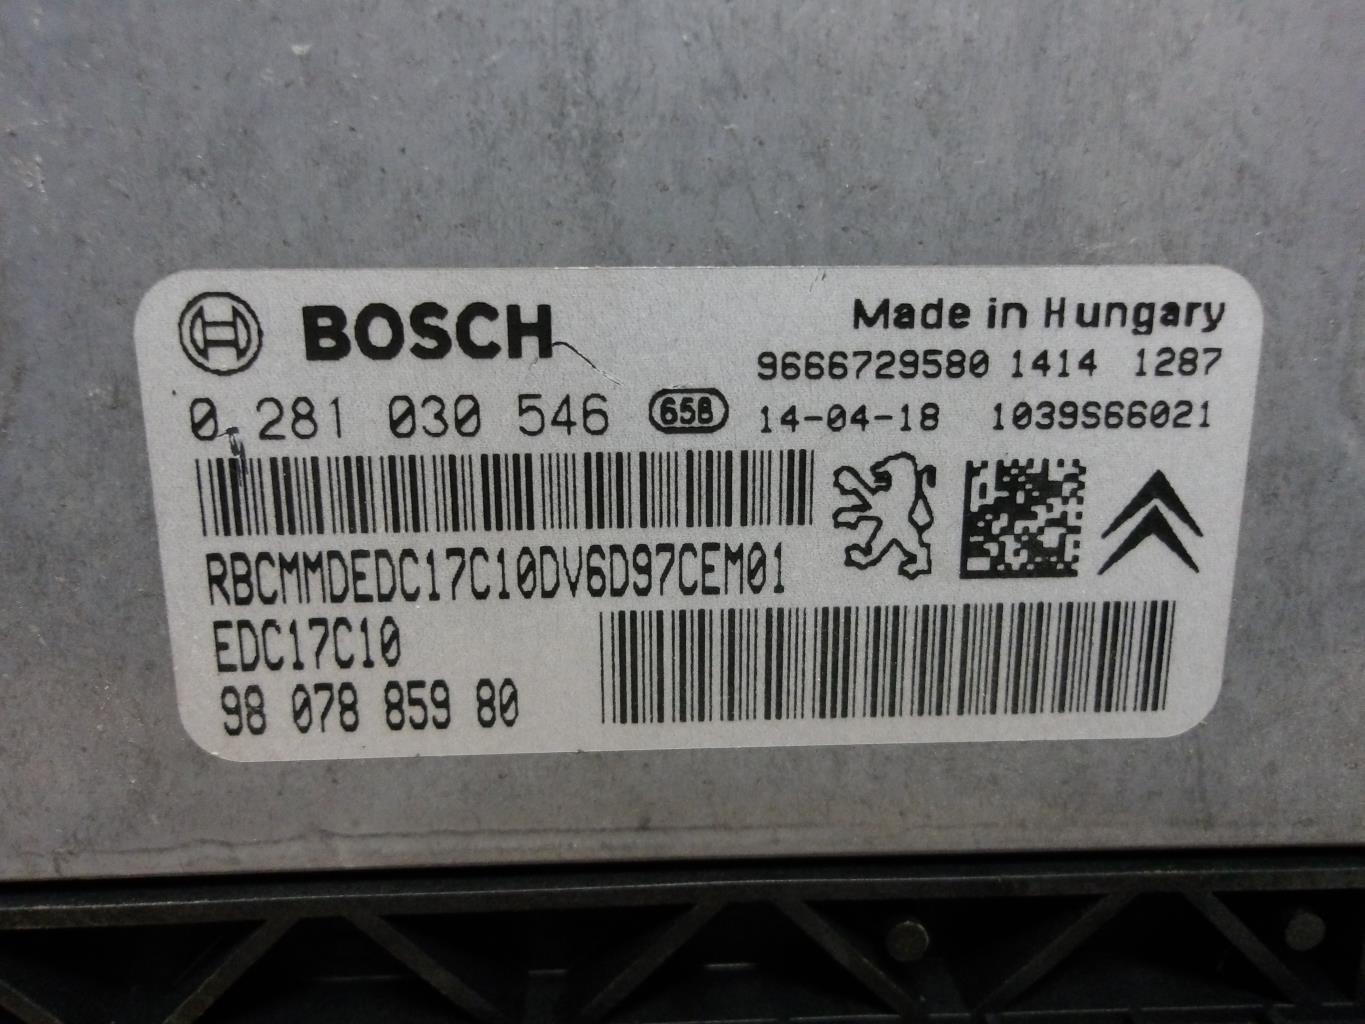 BOSCH
Made in Hungary
9666729580 1414 1287
0 281 030 546 658 14-04-18 1039S66021
RBCMMDEDC17C10DV6D97CEM01
EDC17C10
98 078 859 80